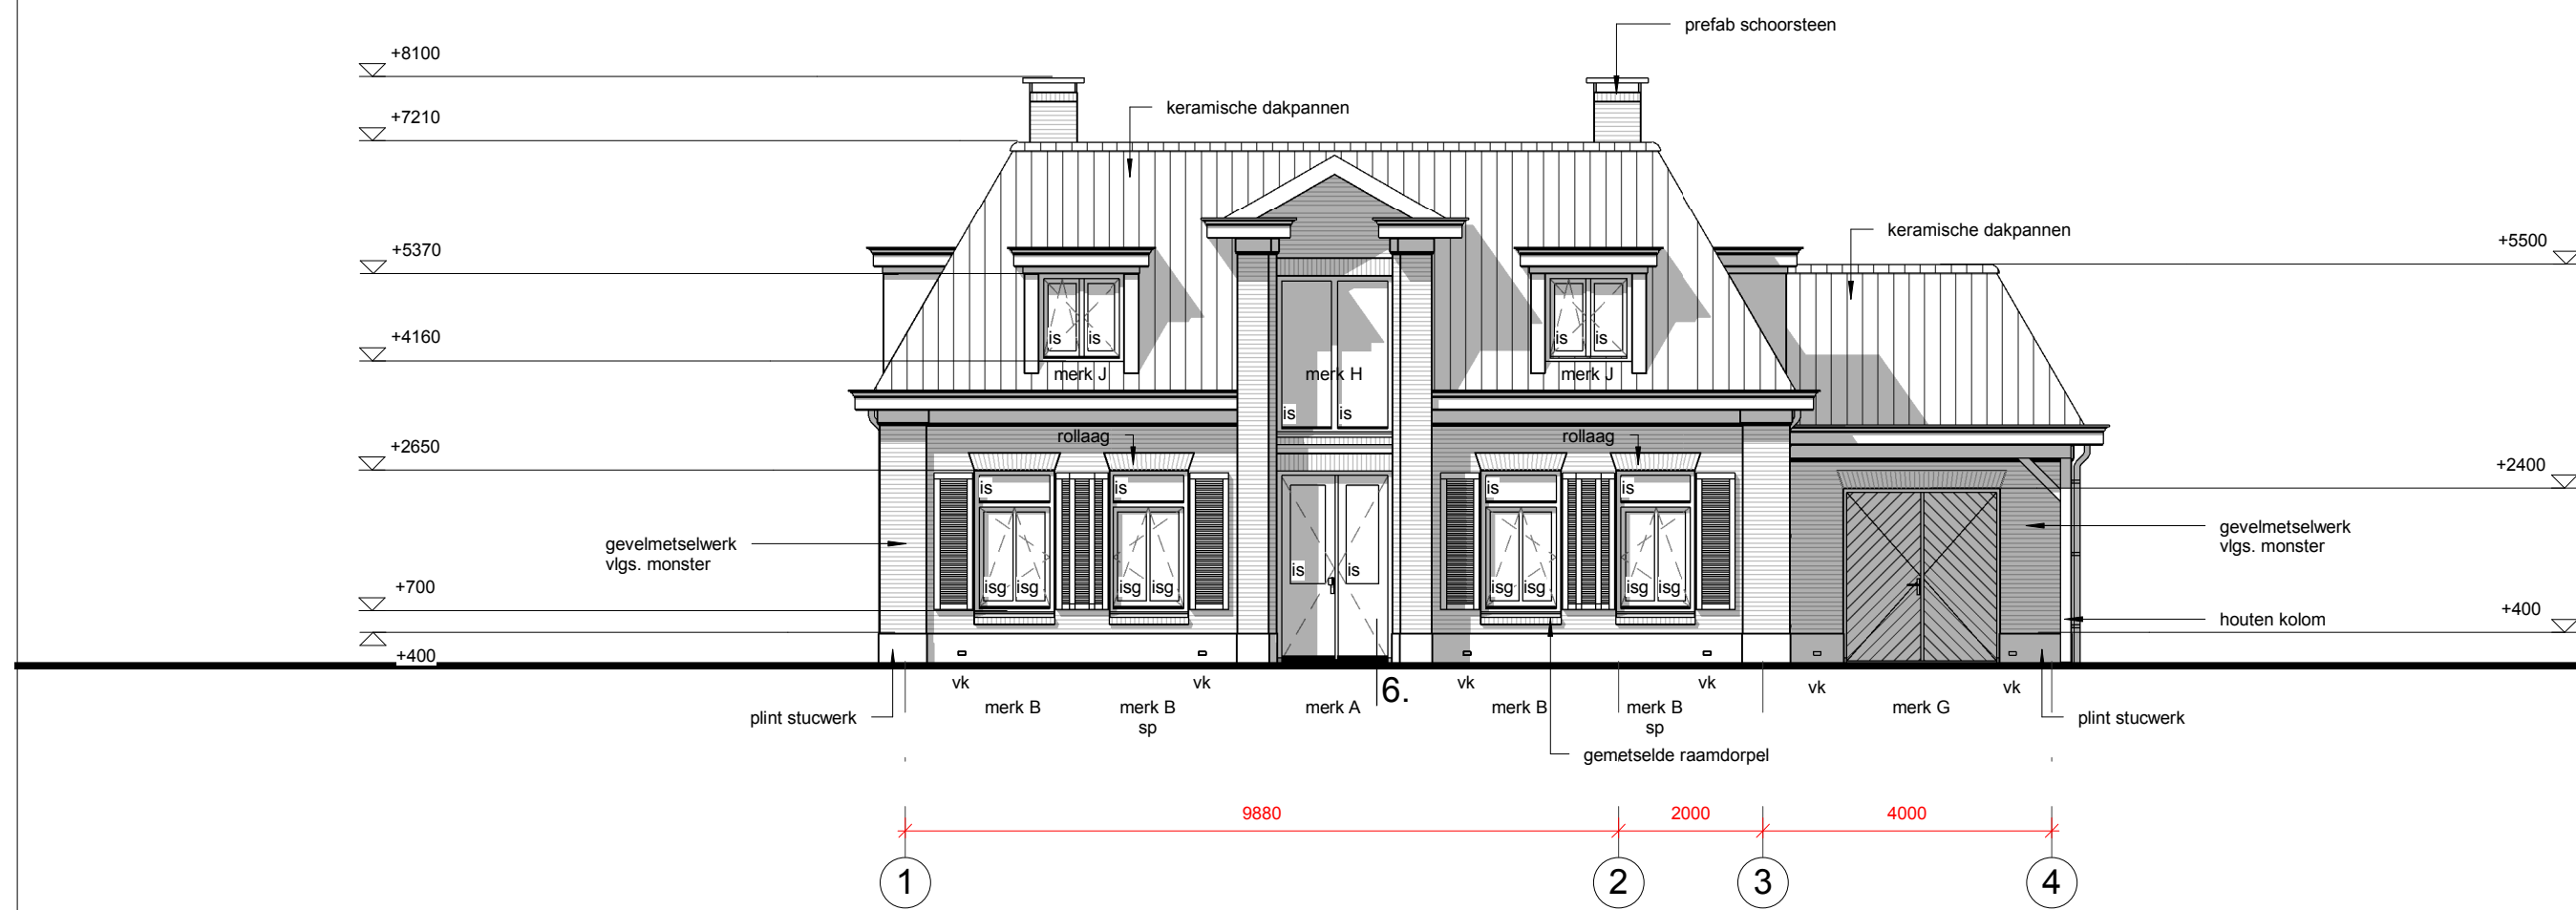 prefab schoorsteen
+8100
keramische dakpannen
+7210
keramische dakpannen
+5500
+5370
+4160
is is
is is
merk J
merk H
merk J
is is
rollaag
rollaag
+2650
+2400
is
is
is
is
gevelmetselwerk
vlgs. monster
gevelmetselwerk
vlgs. monster
is is
+700
isg isg
isg isg
isg isg
isg isg
+400
houten kolom
+400
vk
vk
6.
vk
vk
vk
vk
merk B
merk B
sp
merk A
merk B
merk B
sp
merk G
plint stucwerk
plint stucwerk
gemetselde raamdorpel
9880
2000
4000
1
2
3
4